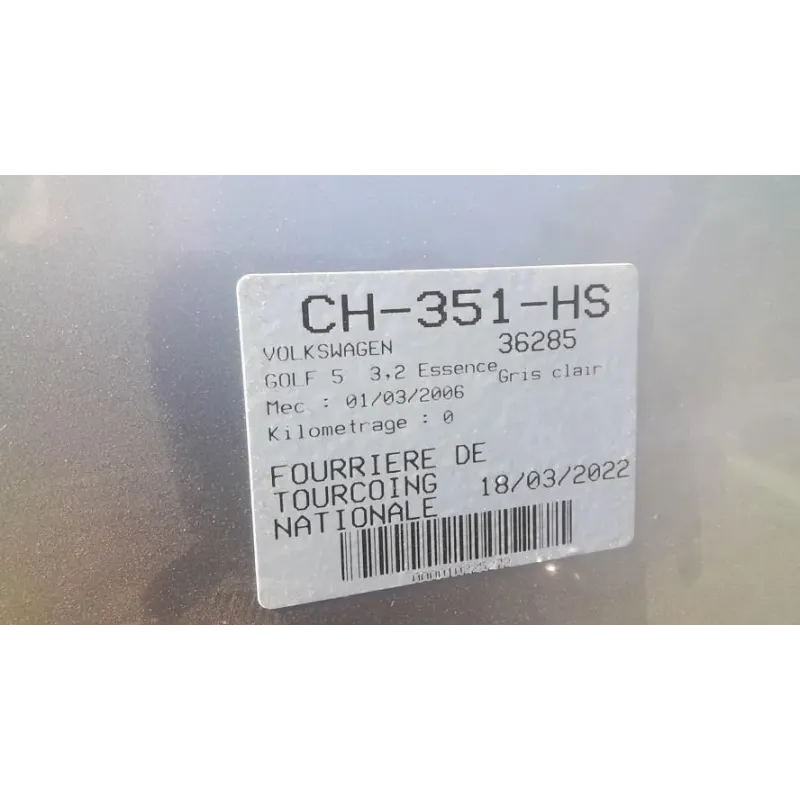 CH-351-HS
VOLKSWAGEN 36285
GOLF 5 3,2 Essence Gris clair
Mec : 01/03/2006
Kilometrage : 0
FOURRIERE DE
TOURCOING 18/03/2022
NATIONALE